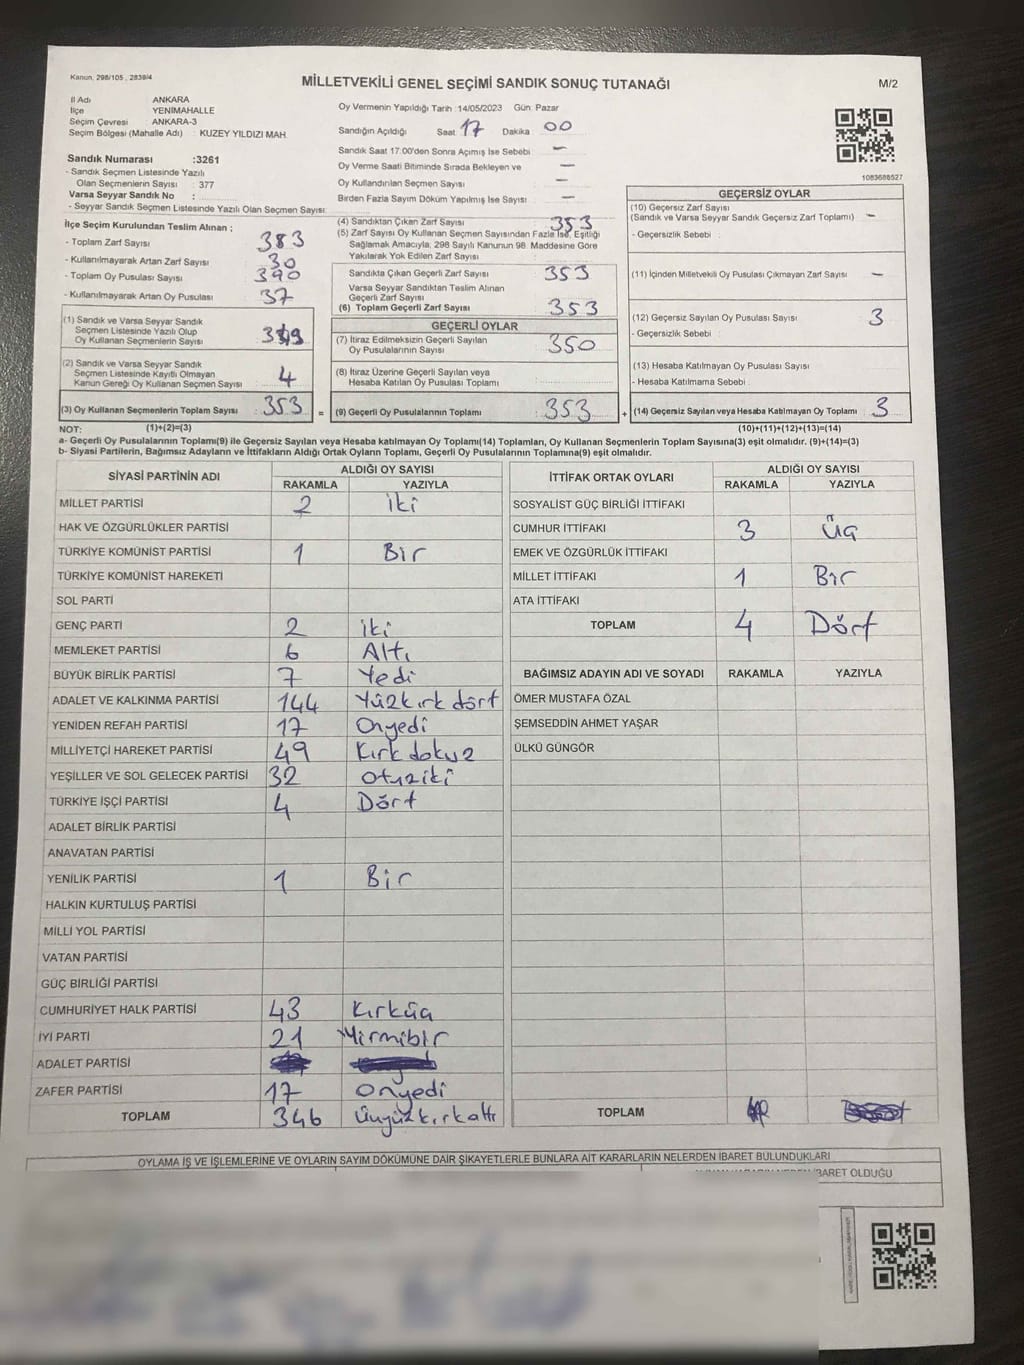 Kanun, 298/105 , 2839/4
MİLLETVEKİLİ GENEL SEÇİMİ SANDIK SONUÇ TUTANAĞI
M/2
İl Adı ANKARA
İlçe YENİMAHALLE
Seçim Çevresi ANKARA-3
Seçim Bölgesi (Mahalle Adı) : KUZEY YILDIZI MAH.
Oy Vermenin Yapıldığı Tarih :14/05/2023 Gün: Pazar
Sandığın Açıldığı Saat 17 Dakika 00
Sandık Saat 17:00'den Sonra Açımış İse Sebebi : —
Oy Verme Saati Bitiminde Sırada Bekleyen ve —
Oy Kullandırılan Seçmen Sayısı —
Birden Fazla Sayım Döküm Yapılmış İse Sayısı : —
1083688527
Sandık Numarası :3261
- Sandık Seçmen Listesinde Yazılı
Olan Seçmenlerin Sayısı : 377
Varsa Seyyar Sandık No :
- Seyyar Sandık Seçmen Listesinde Yazılı Olan Seçmen Sayısı:
İlçe Seçim Kurulundan Teslim Alınan ;
- Toplam Zarf Sayısı 383
- Kullanılmayarak Artan Zarf Sayısı 30
- Toplam Oy Pusulası Sayısı 390
- Kullanılmayarak Artan Oy Pusulası 37
(1) Sandık ve Varsa Seyyar Sandık
Seçmen Listesinde Yazılı Olup
Oy Kullanan Seçmenlerin Sayısı
(2) Sandık ve Varsa Seyyar Sandık
Seçmen Listesinde Kayıtlı Olmayan
Kanun Gereği Oy Kullanan Seçmen Sayısı 4
(3) Oy Kullanan Seçmenlerin Toplam Sayısı : 353 =
(4) Sandıktan Çıkan Zarf Sayısı 353
(5) Zarf Sayısı Oy Kullanan Seçmen Sayısından Fazla İse, Eşitliği
Sağlamak Amacıyla, 298 Sayılı Kanunun 98. Maddesine Göre
Yakılarak Yok Edilen Zarf Sayısı
Sandıkta Çıkan Geçerli Zarf Sayısı 353
Varsa Seyyar Sandıktan Teslim Alınan
Geçerli Zarf Sayısı
(6) Toplam Geçerli Zarf Sayısı : 353
GEÇERLİ OYLAR
(7) İtiraz Edilmeksizin Geçerli Sayılan
Oy Pusulalarının Sayısı 350
(8) İtiraz Üzerine Geçerli Sayılan veya
Hesaba Katılan Oy Pusulası Toplamı
(9) Geçerli Oy Pusulalarının Toplamı : 353 +
GEÇERSİZ OYLAR
(10) Geçersiz Zarf Sayısı
(Sandık ve Varsa Seyyar Sandık Geçersiz Zarf Toplamı) —
- Geçersizlik Sebebi :
(11) İçinden Milletvekili Oy Pusulası Çıkmayan Zarf Sayısı —
(12) Geçersiz Sayılan Oy Pusulası Sayısı 3
- Geçersizlik Sebebi
(13) Hesaba Katılmayan Oy Pusulası Sayısı
- Hesaba Katılmama Sebebi
(14) Geçersiz Sayılan veya Hesaba Katılmayan Oy Toplamı 3
NOT: (1)+(2)=(3)
(10)+(11)+(12)+(13)=(14)
a- Geçerli Oy Pusulalarının Toplamı(9) ile Geçersiz Sayılan veya Hesaba katılmayan Oy Toplamı(14) Toplamları, Oy Kullanan Seçmenlerin Toplam Sayısına(3) eşit olmalıdır. (9)+(14)=(3)
b- Siyasi Partilerin, Bağımsız Adayların ve İttifakların Aldığı Ortak Oyların Toplamı, Geçerli Oy Pusulalarının Toplamına(9) eşit olmalıdır.
SİYASİ PARTİNİN ADI ALDIĞI OY SAYISI
RAKAMLA YAZIYLA
MİLLET PARTİSİ 2 İki
HAK VE ÖZGÜRLÜKLER PARTİSİ
TÜRKİYE KOMÜNİST PARTİSİ 1 Bir
TÜRKİYE KOMÜNİST HAREKETİ
SOL PARTİ
GENÇ PARTİ 2 İki
MEMLEKET PARTİSİ 6 Altı
BÜYÜK BİRLİK PARTİSİ 7 Yedi
ADALET VE KALKINMA PARTİSİ 144 Yüzkırk dört
YENİDEN REFAH PARTİSİ 17 Onyedi
MİLLİYETÇİ HAREKET PARTİSİ 49 Kırk dokuz
YEŞİLLER VE SOL GELECEK PARTİSİ 32 Otuziki
TÜRKİYE İŞÇİ PARTİSİ 4 Dört
ADALET BİRLİK PARTİSİ
ANAVATAN PARTİSİ
YENİLİK PARTİSİ 1 Bir
HALKIN KURTULUŞ PARTİSİ
MİLLİ YOL PARTİSİ
VATAN PARTİSİ
GÜÇ BİRLİĞİ PARTİSİ
CUMHURİYET HALK PARTİSİ 43 Kırküç
İYİ PARTİ 21 Yirmibir
ADALET PARTİSİ
ZAFER PARTİSİ 17 Onyedi
TOPLAM 346 Üçyüzkırkaltı
İTTİFAK ORTAK OYLARI ALDIĞI OY SAYISI
RAKAMLA YAZIYLA
SOSYALİST GÜÇ BİRLİĞİ İTTİFAKI
CUMHUR İTTİFAKI 3 Üç
EMEK VE ÖZGÜRLÜK İTTİFAKI
MİLLET İTTİFAKI 1 Bir
ATA İTTİFAKI
TOPLAM 4 Dört
BAĞIMSIZ ADAYIN ADI VE SOYADI RAKAMLA YAZIYLA
ÖMER MUSTAFA ÖZAL
ŞEMSEDDİN AHMET YAŞAR
ÜLKÜ GÜNGÖR
TOPLAM
OYLAMA İŞ VE İŞLEMLERİNE VE OYLARIN SAYIM DÖKÜMÜNE DAİR ŞİKAYETLERLE BUNLARA AİT KARARLARIN NELERDEN İBARET BULUNDUKLARI
İBARET OLDUĞU